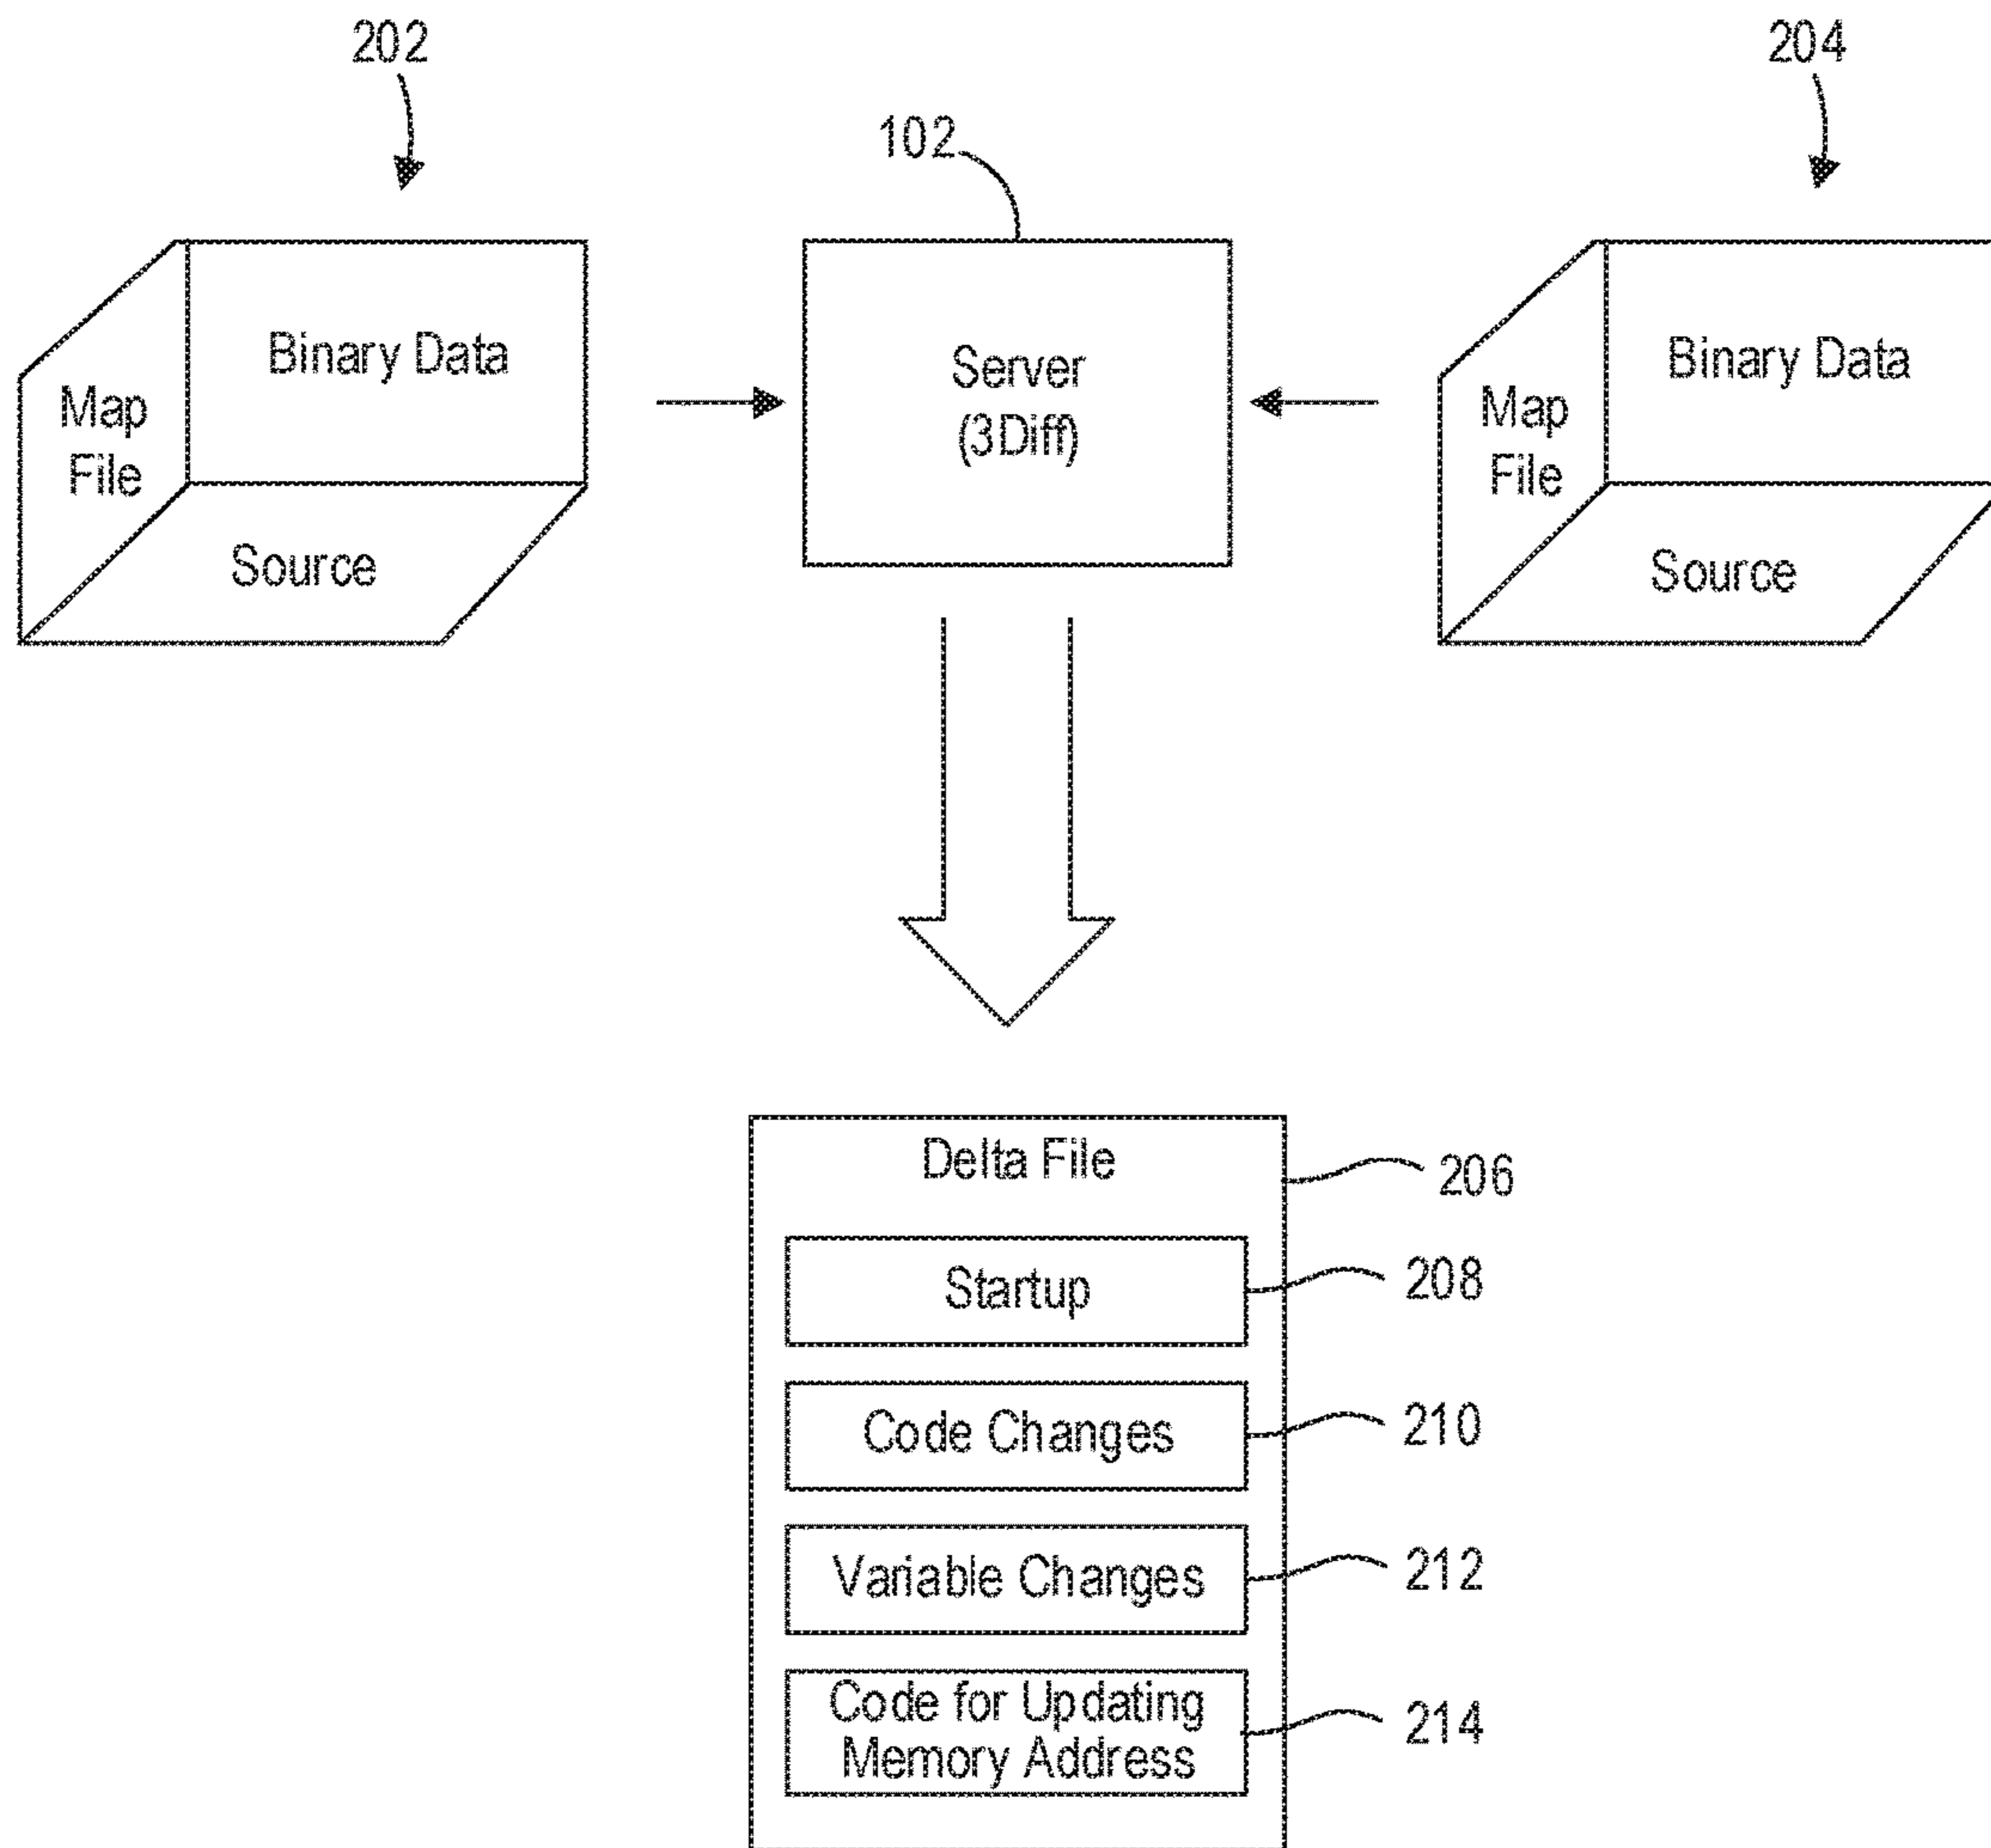 202
204
102
Binary Data
Map
File
Source
Server
(3Diff)
Binary Data
Map
File
Source
Delta File
206
Startup
208
Code Changes
210
Variable Changes
212
Code for Updating
Memory Address
214